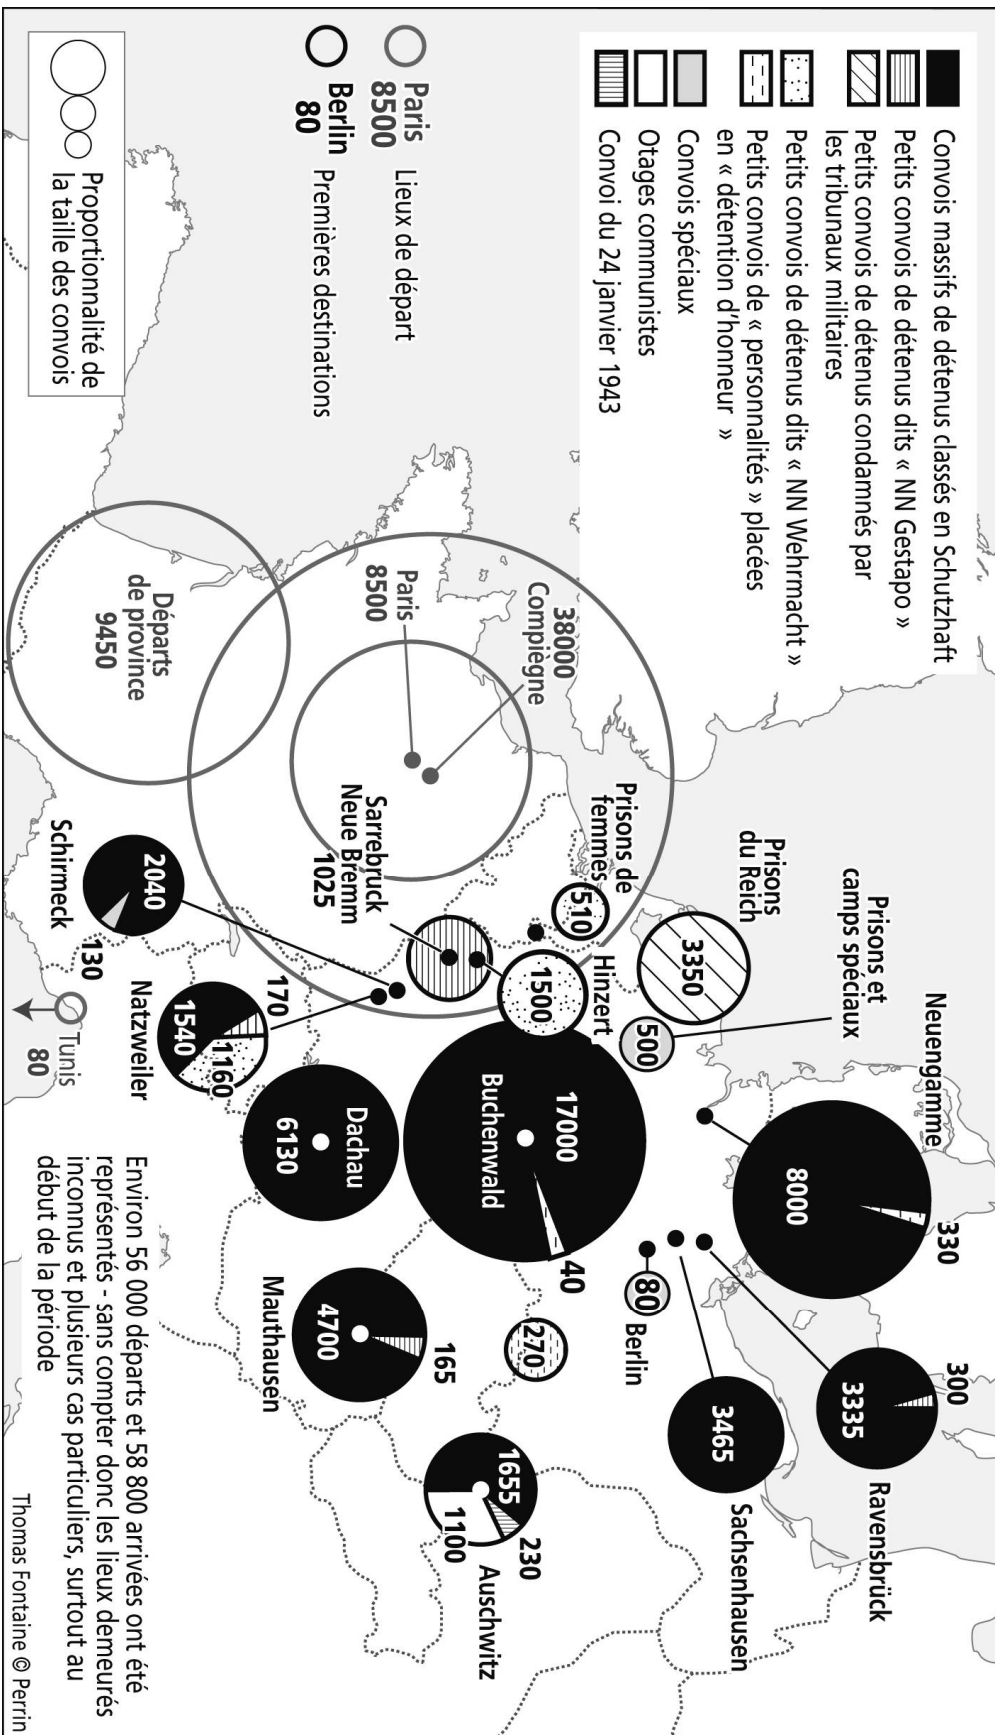 Convois massifs de détenus classés en Schutzhaft
Petits convois de détenus dits « NN Gestapo »
Petits convois de détenus condamnés par
les tribunaux militaires
Petits convois de détenus dits « NN Wehrmacht »
Petits convois de « personnalités » placées
en « détention d'honneur »
Convois spéciaux
Otages communistes
Convoi du 24 janvier 1943
Paris
8500
Lieux de départ
Berlin
80
Premières destinations
Proportionnalité de
la taille des convois
38000
Compiègne
Paris
8500
Départs
de province
9450
Prisons de
femmes
510
Prisons
du Reich
3350
Prisons et
camps spéciaux
500
Neuengamme
8000
330
300
3335
Ravensbrück
3465
Sachsenhausen
80
Berlin
Sarrebruck
Neue Bremm
1025
Hinzert
1500
17000
Buchenwald
40
270
2040
Schirmeck
130
170
1540
1160
Natzweiler
Dachau
6130
4700
165
Mauthausen
1655
230
1100
Auschwitz
Tunis
80
Environ 56 000 départs et 58 800 arrivées ont été
représentés - sans compter donc les lieux demeurés
inconnus et plusieurs cas particuliers, surtout au
début de la période
Thomas Fontaine © Perrin